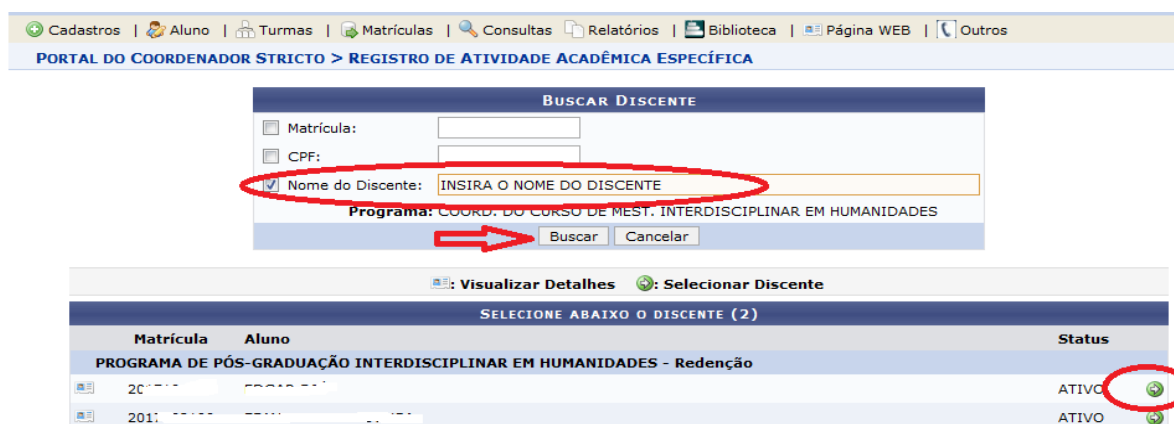 Cadastros | Aluno | Turmas | Matrículas | Consultas Relatórios | Biblioteca | Página WEB | Outros
PORTAL DO COORDENADOR STRICTO > REGISTRO DE ATIVIDADE ACADÊMICA ESPECÍFICA
BUSCAR DISCENTE
Matrícula:
CPF:
Nome do Discente: INSIRA O NOME DO DISCENTE
Programa: COORD. DO CURSO DE MEST. INTERDISCIPLINAR EM HUMANIDADES
Buscar Cancelar
: Visualizar Detalhes : Selecionar Discente
SELECIONE ABAIXO O DISCENTE (2)
Matrícula Aluno Status
PROGRAMA DE PÓS-GRADUAÇÃO INTERDISCIPLINAR EM HUMANIDADES - Redenção
ATIVO
ATIVO